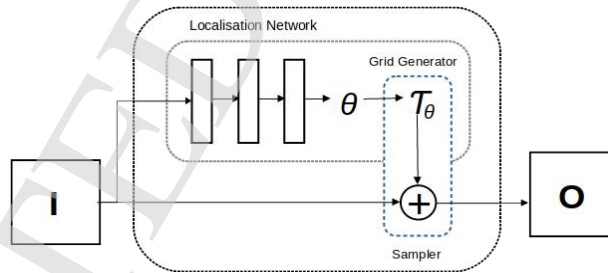 Localisation Network
Grid Generator
θ
𝒯θ
I
+
O
Sampler